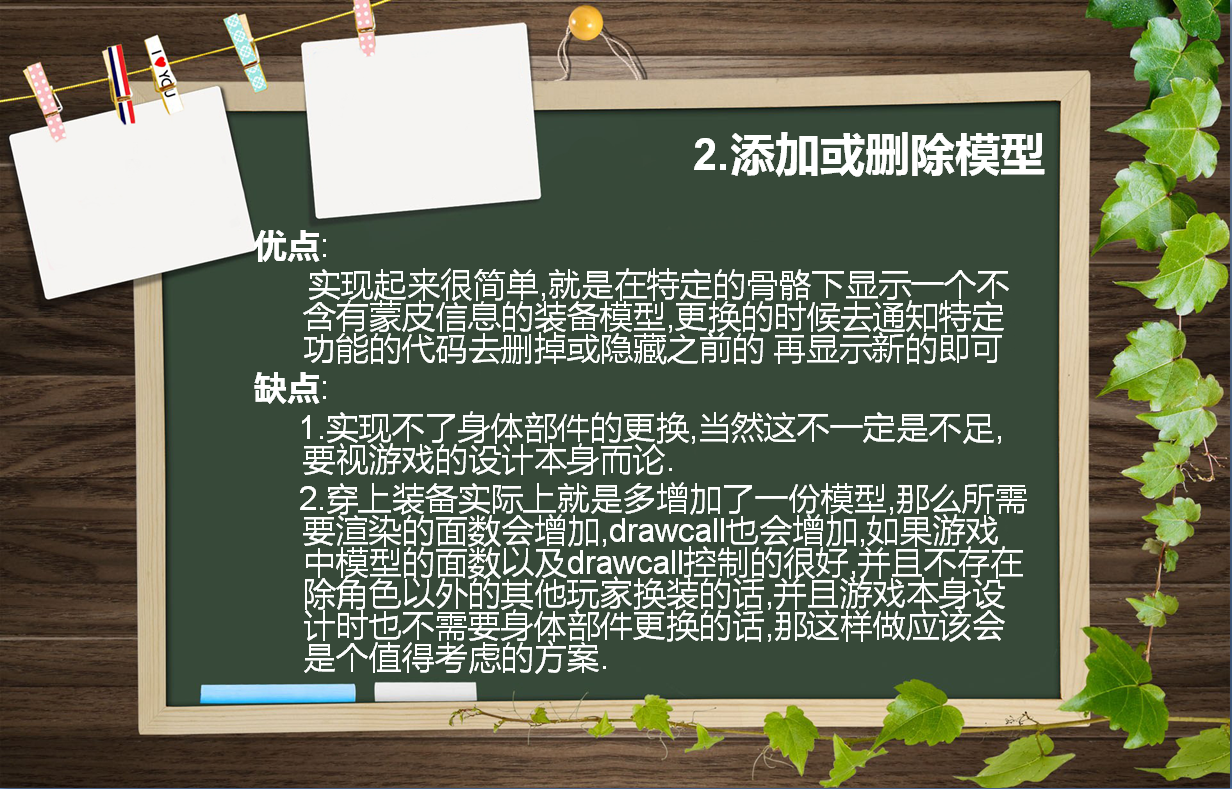 I ♥ YOU
2.添加或删除模型
优点:
实现起来很简单,就是在特定的骨骼下显示一个不
含有蒙皮信息的装备模型,更换的时候去通知特定
功能的代码去删掉或隐藏之前的 再显示新的即可
缺点:
1.实现不了身体部件的更换,当然这不一定是不足,
要视游戏的设计本身而论.
2.穿上装备实际上就是多增加了一份模型,那么所需
要渲染的面数会增加,drawcall也会增加,如果游戏
中模型的面数以及drawcall控制的很好,并且不存在
除角色以外的其他玩家换装的话,并且游戏本身设
计时也不需要身体部件更换的话,那这样做应该会
是个值得考虑的方案.